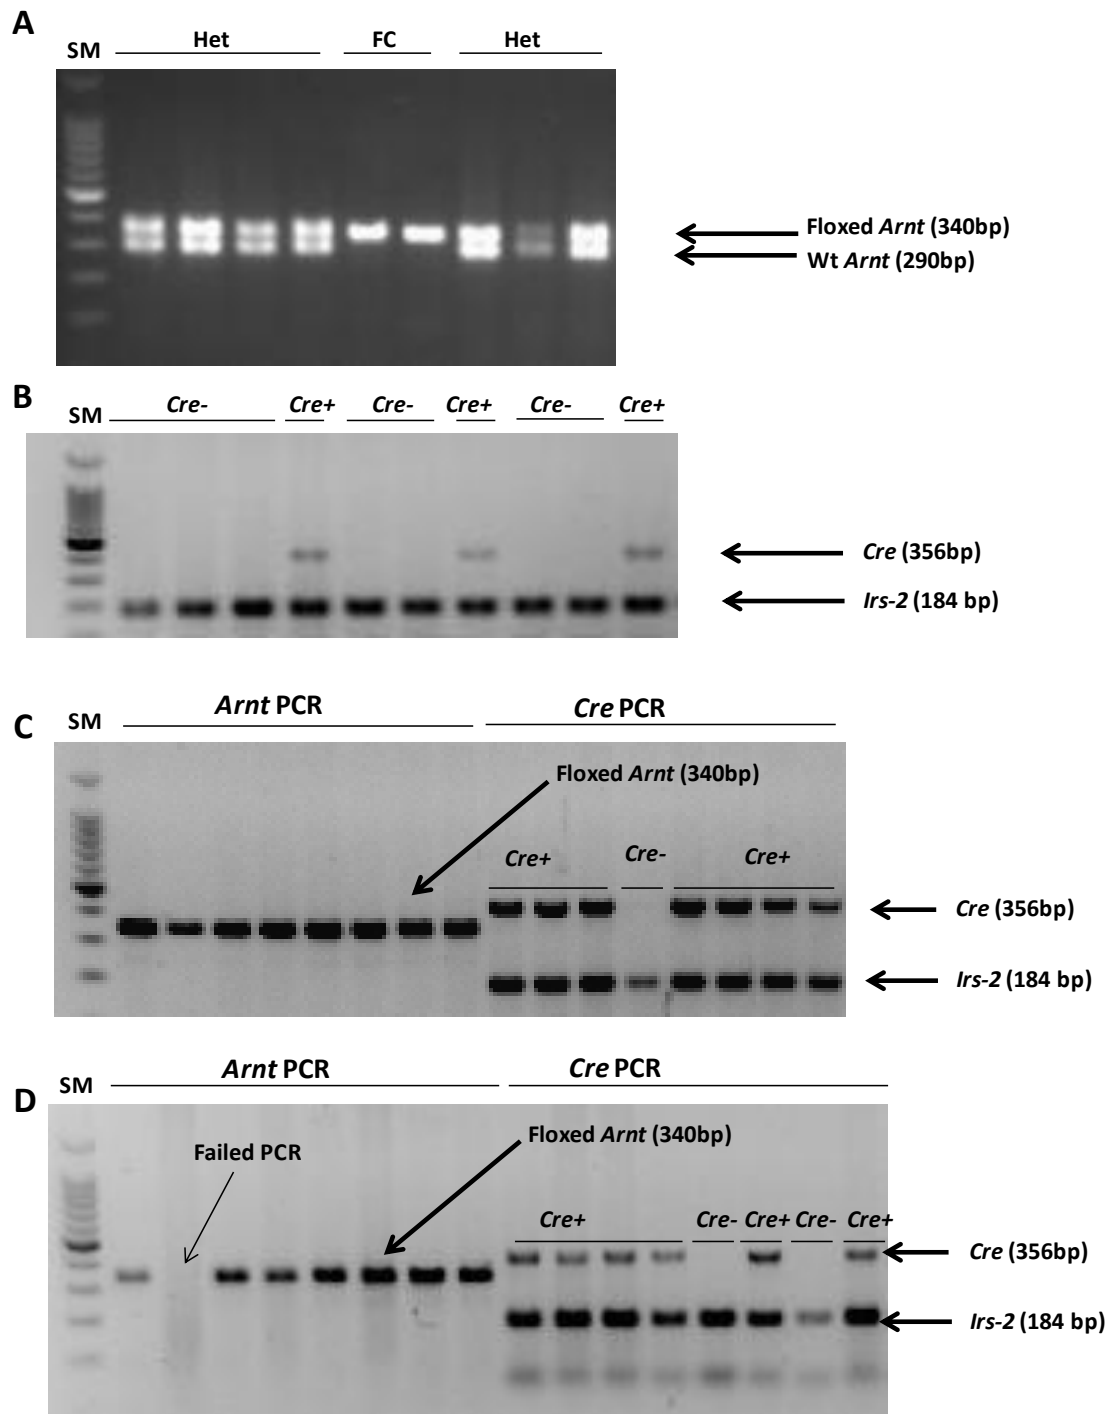 A
SM Het FC Het
Floxed Arnt (340bp)
Wt Arnt (290bp)
B
SM Cre- Cre+ Cre- Cre+ Cre- Cre+
Cre (356bp)
Irs-2 (184 bp)
C
SM Arnt PCR Cre PCR
Floxed Arnt (340bp)
Cre+ Cre- Cre+
Cre (356bp)
Irs-2 (184 bp)
D
SM Arnt PCR Cre PCR
Floxed Arnt (340bp)
Failed PCR
Cre+ Cre- Cre+ Cre- Cre+
Cre (356bp)
Irs-2 (184 bp)